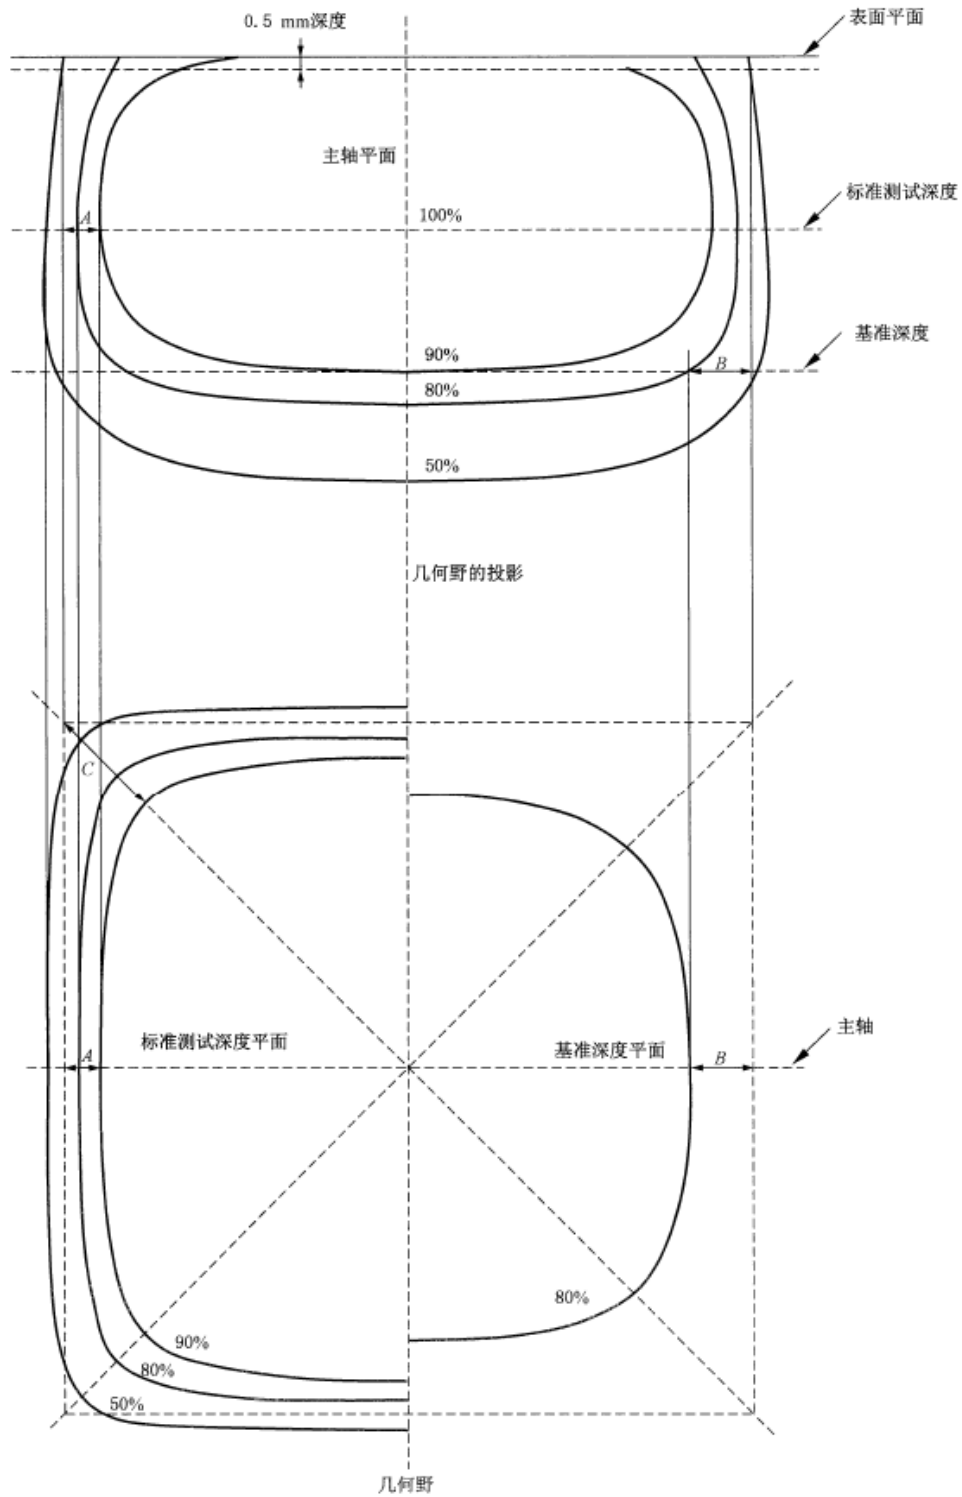 0.5 mm深度
表面平面
主轴平面
标准测试深度
A
100%
基准深度
90%
B
80%
50%
几何野的投影
C
主轴
标准测试深度平面
基准深度平面
A
B
80%
90%
80%
50%
几何野